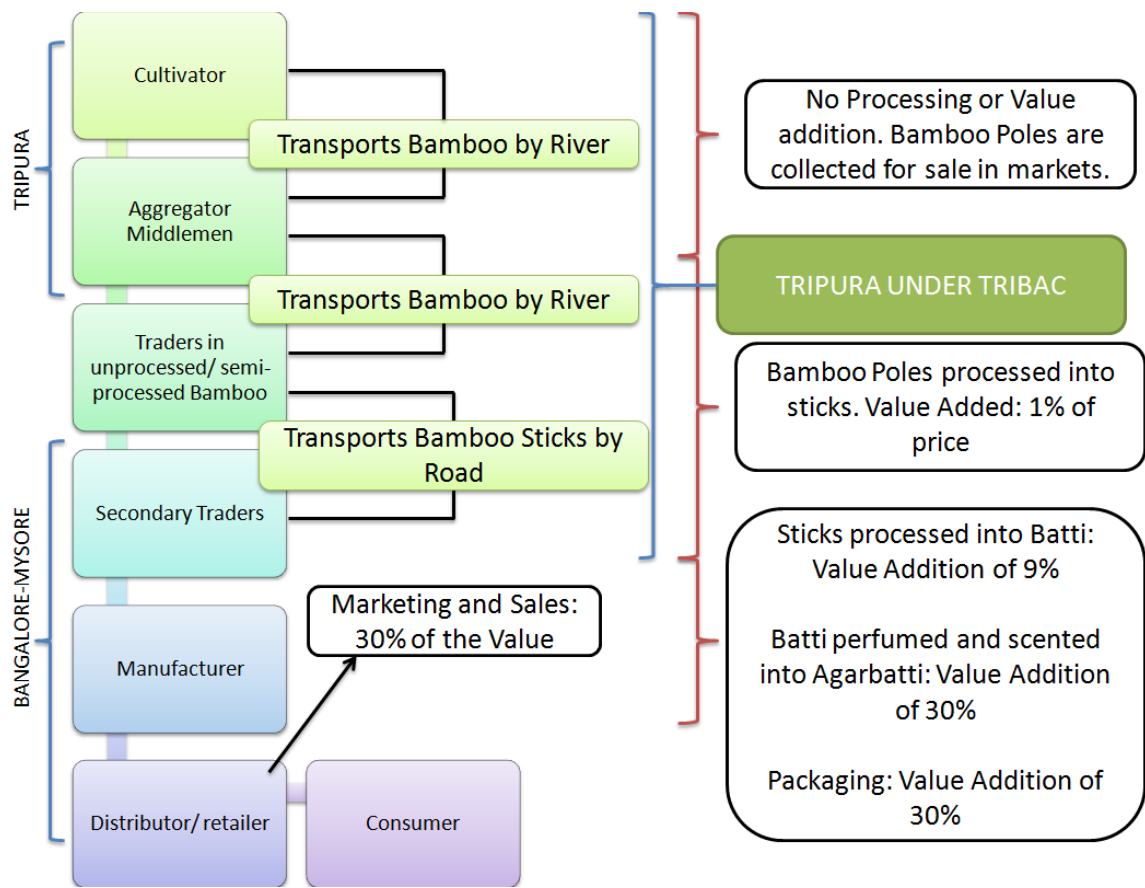 TRIPURA
BANGALORE-MYSORE
Cultivator
Aggregator
Middlemen
Traders in
unprocessed/ semi-
processed Bamboo
Secondary Traders
Manufacturer
Distributor/ retailer
Consumer
Transports Bamboo by River
Transports Bamboo by River
Transports Bamboo Sticks by
Road
Marketing and Sales:
30% of the Value
No Processing or Value
addition. Bamboo Poles are
collected for sale in markets.
TRIPURA UNDER TRIBAC
Bamboo Poles processed into
sticks. Value Added: 1% of
price
Sticks processed into Batti:
Value Addition of 9%
Batti perfumed and scented
into Agarbatti: Value Addition
of 30%
Packaging: Value Addition of
30%